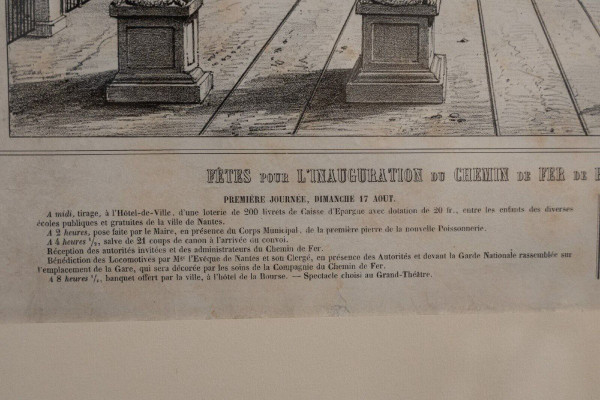 FÊTES POUR L'INAUGURATION DU CHEMIN DE FER DE
PREMIÈRE JOURNEE, DIMANCHE 17 AOUT.
A midi, tirage, à l'Hôtel-de-Ville, d'une loterie de 200 livrets de Caisse d'Eporgue avec dotation de 20 fr., entre les enfants des diverses
écoles publiques et gratuites de la ville de Nantes.
A 2 heures, pose faite par le Maire, en présence du Corps Municipal, de la première pierre de la nouvelle Poissonnerie.
A 4 heures 1/2, salve de 21 coups de canon à l'arrivée du convoi.
Réception des autorités invitées et des administrateurs du Chemin de Fer.
Bénédiction des Locomotives par Mgr l'Evêque de Nantes et son Clergé, en présence des Autorités et devant la Garde Nationale rassemblée sur
l'emplacement de la Gare, qui sera décorée par les soins de la Compagnie du Chemin de Fer.
A 8 heures 1/2, banquet offert par la ville, à l'hôtel de la Bourse. — Spectacle choisi au Grand-Théâtre.